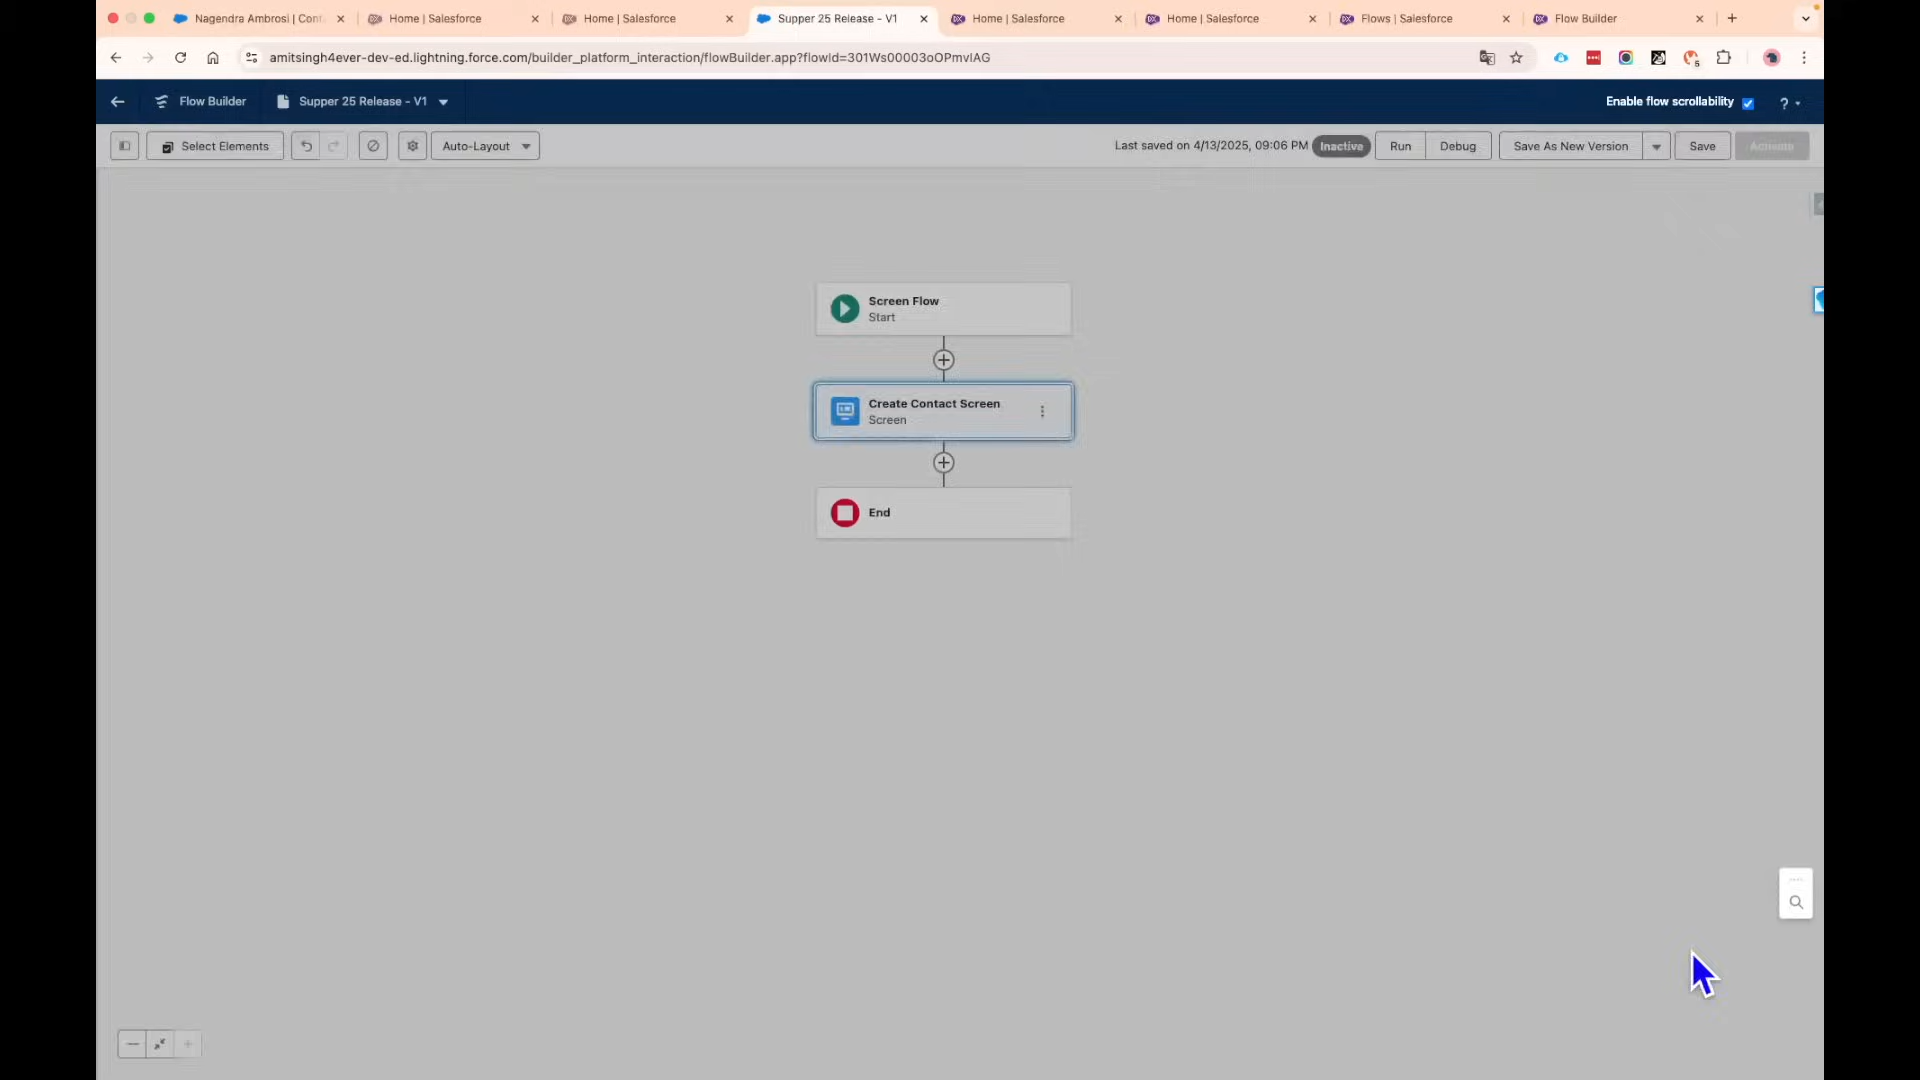 Nagendra Ambrosi | Cont
Home | Salesforce
Home | Salesforce
Supper 25 Release - V1
Home | Salesforce
Home | Salesforce
Flows | Salesforce
Flow Builder
amitsingh4ever-dev-ed.lightning.force.com/builder_platform_interaction/flowBuilder.app?flowId=301Ws00003oOPmvIAG
Flow Builder
Supper 25 Release - V1
Enable flow scrollability
?
Select Elements
Auto-Layout
Last saved on 4/13/2025, 09:06 PM
Inactive
Run
Debug
Save As New Version
Save
Activate
Screen Flow
Start
Create Contact Screen
Screen
End